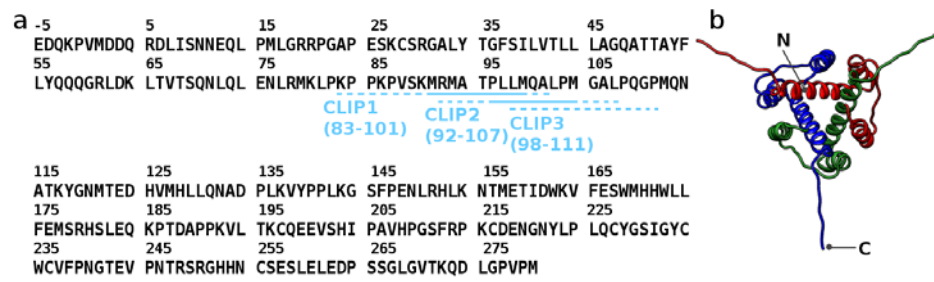 a
-5 5 15 25 35 45
EDQKPVMDDQ RDLISNNEQL PMLGRRPGAP ESKCSRGALY TGFSILVTLL LAGQATTAYF
55 65 75 85 95 105
LYQQQGRLDK LTVTSQNLQL ENLRMKLPKP PKPVSKMRMA TPLLMQALPM GALPQGPMQN
CLIP1 CLIP2 CLIP3
(83-101) (92-107) (98-111)
115 125 135 145 155 165
ATKYGNMTED HVMHLLQNAD PLKVYPPLKG SFPENLRHLK NTMETIDWKV FESWMHHWLL
175 185 195 205 215 225
FEMSRHSLEQ KPTDAPPKVL TKCQEEVSHI PAVHPGSFRP KCDENGNYLP LQCYGSIGYC
235 245 255 265 275
WCVFPNGTEV PNTRSRGHHN CSESLELEDP SSGLGVTKQD LGPVPM
b
N
C